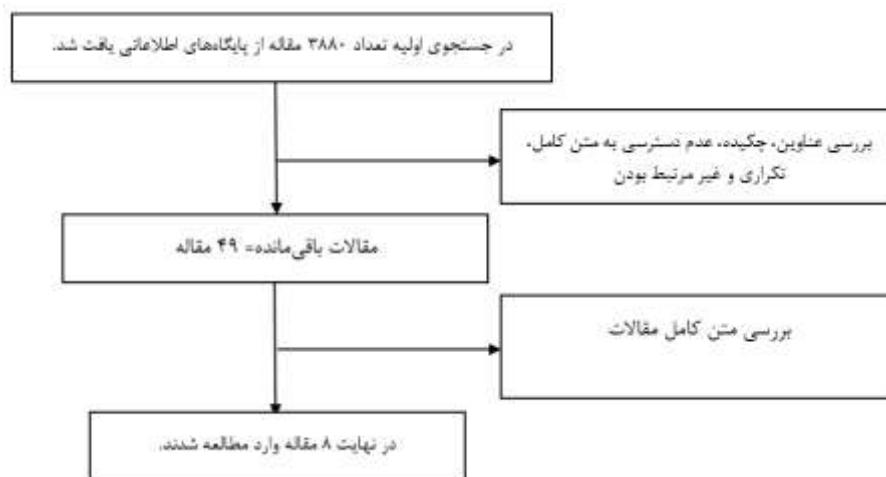 در جستجوی اولیه تعداد ۳۸۸۰ مقاله از پایگاه‌های اطلاعاتی یافت شد.
بررسی عناوین، چکیده، عدم دسترسی به متن کامل،
تکراری و غیر مرتبط بودن
مقالات باقی‌مانده= ۴۹ مقاله
بررسی متن کامل مقالات
در نهایت ۸ مقاله وارد مطالعه شدند.